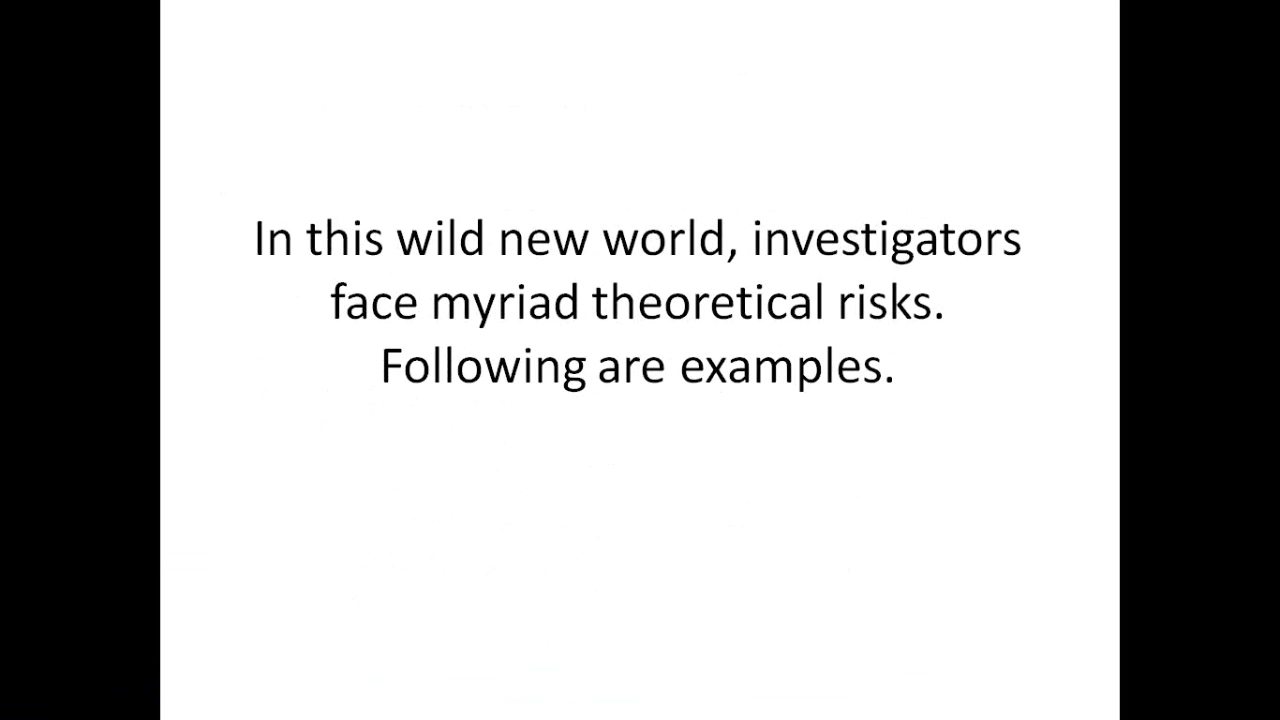 In this wild new world, investigators
face myriad theoretical risks.
Following are examples.